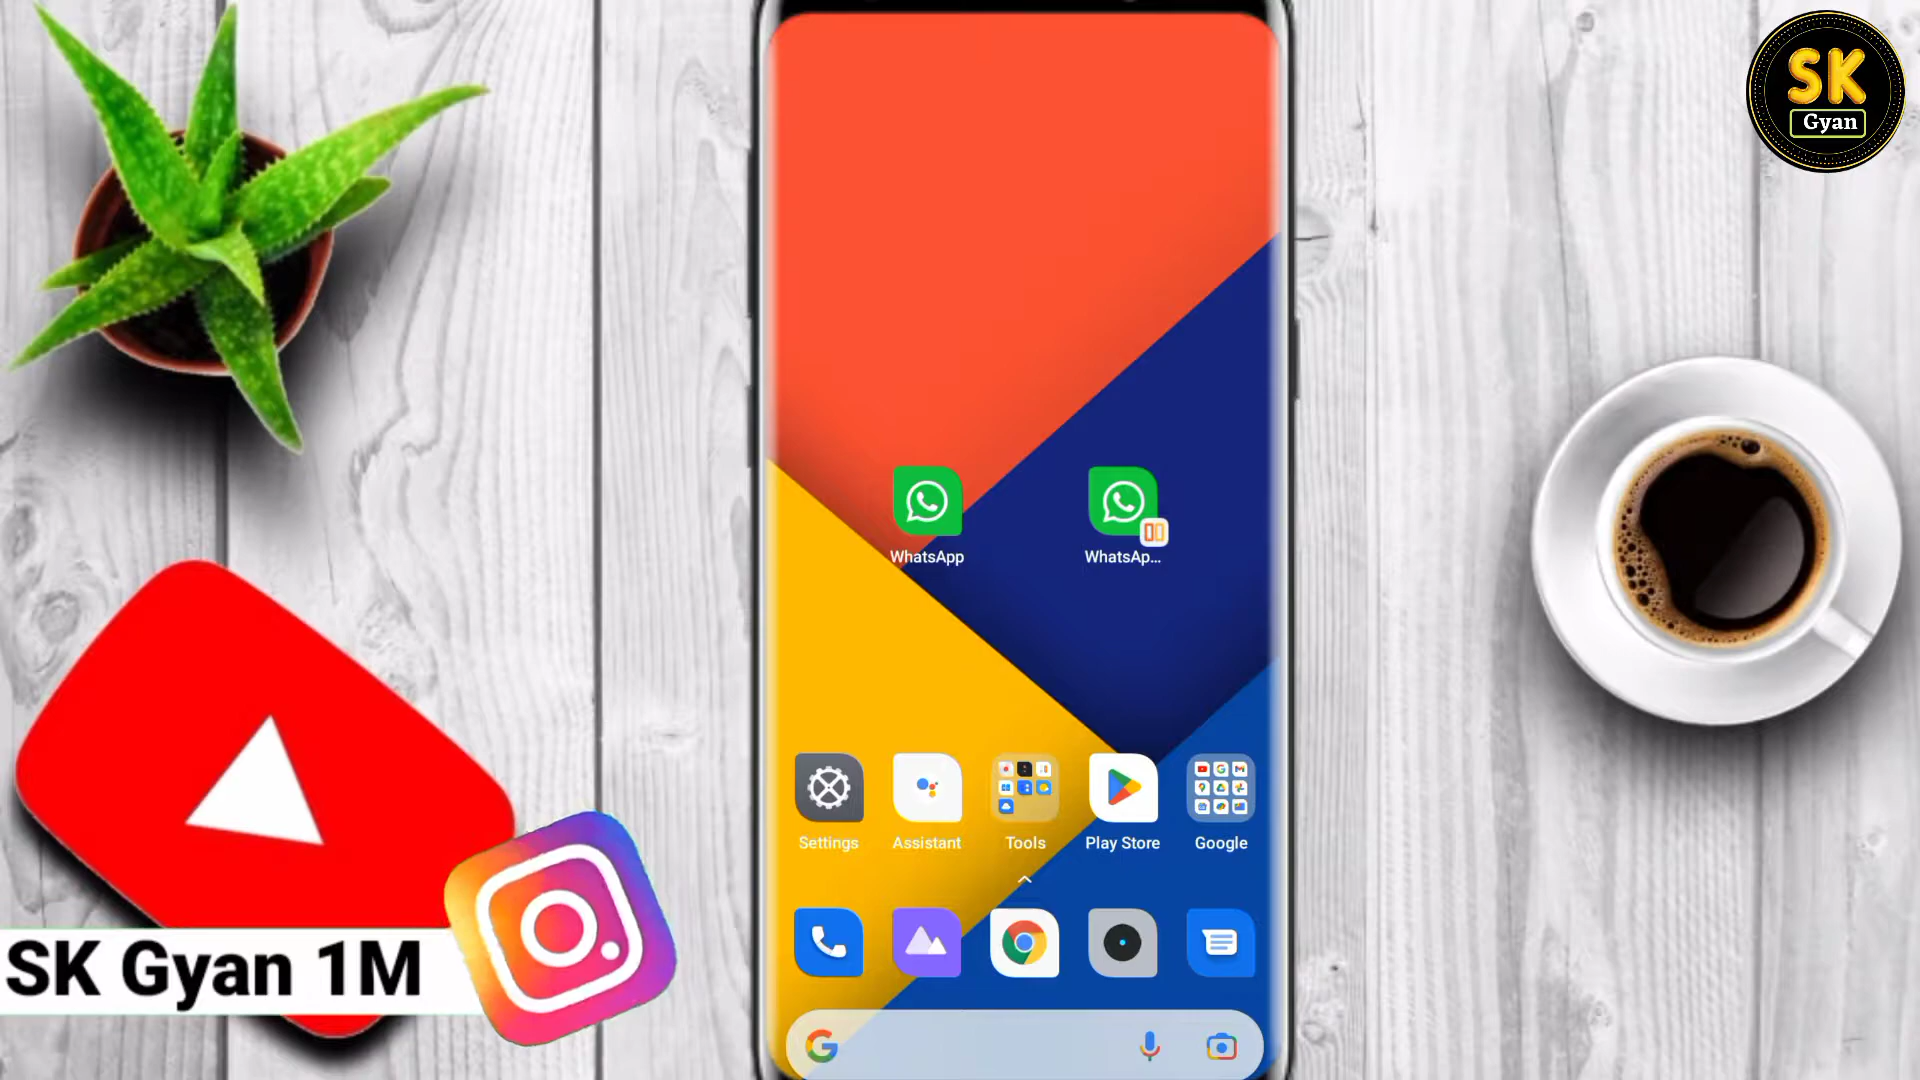 SK
Gyan
WhatsApp
WhatsAp...
Settings
Assistant
Tools
Play Store
Google
SK Gyan 1M